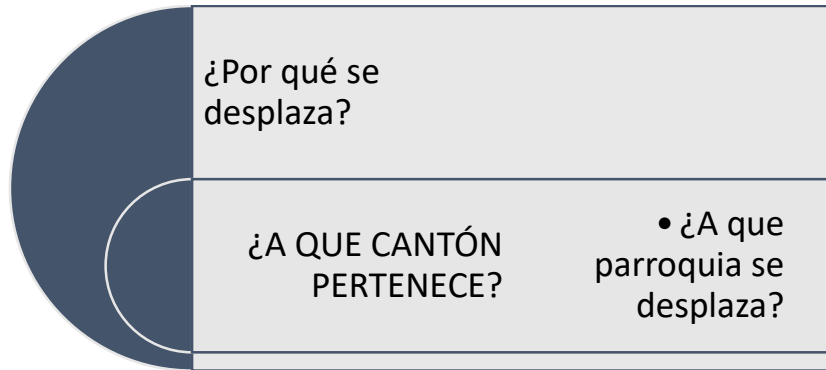 ¿Por qué se
desplaza?
¿A QUE CANTÓN
PERTENECE?
• ¿A que
parroquia se
desplaza?